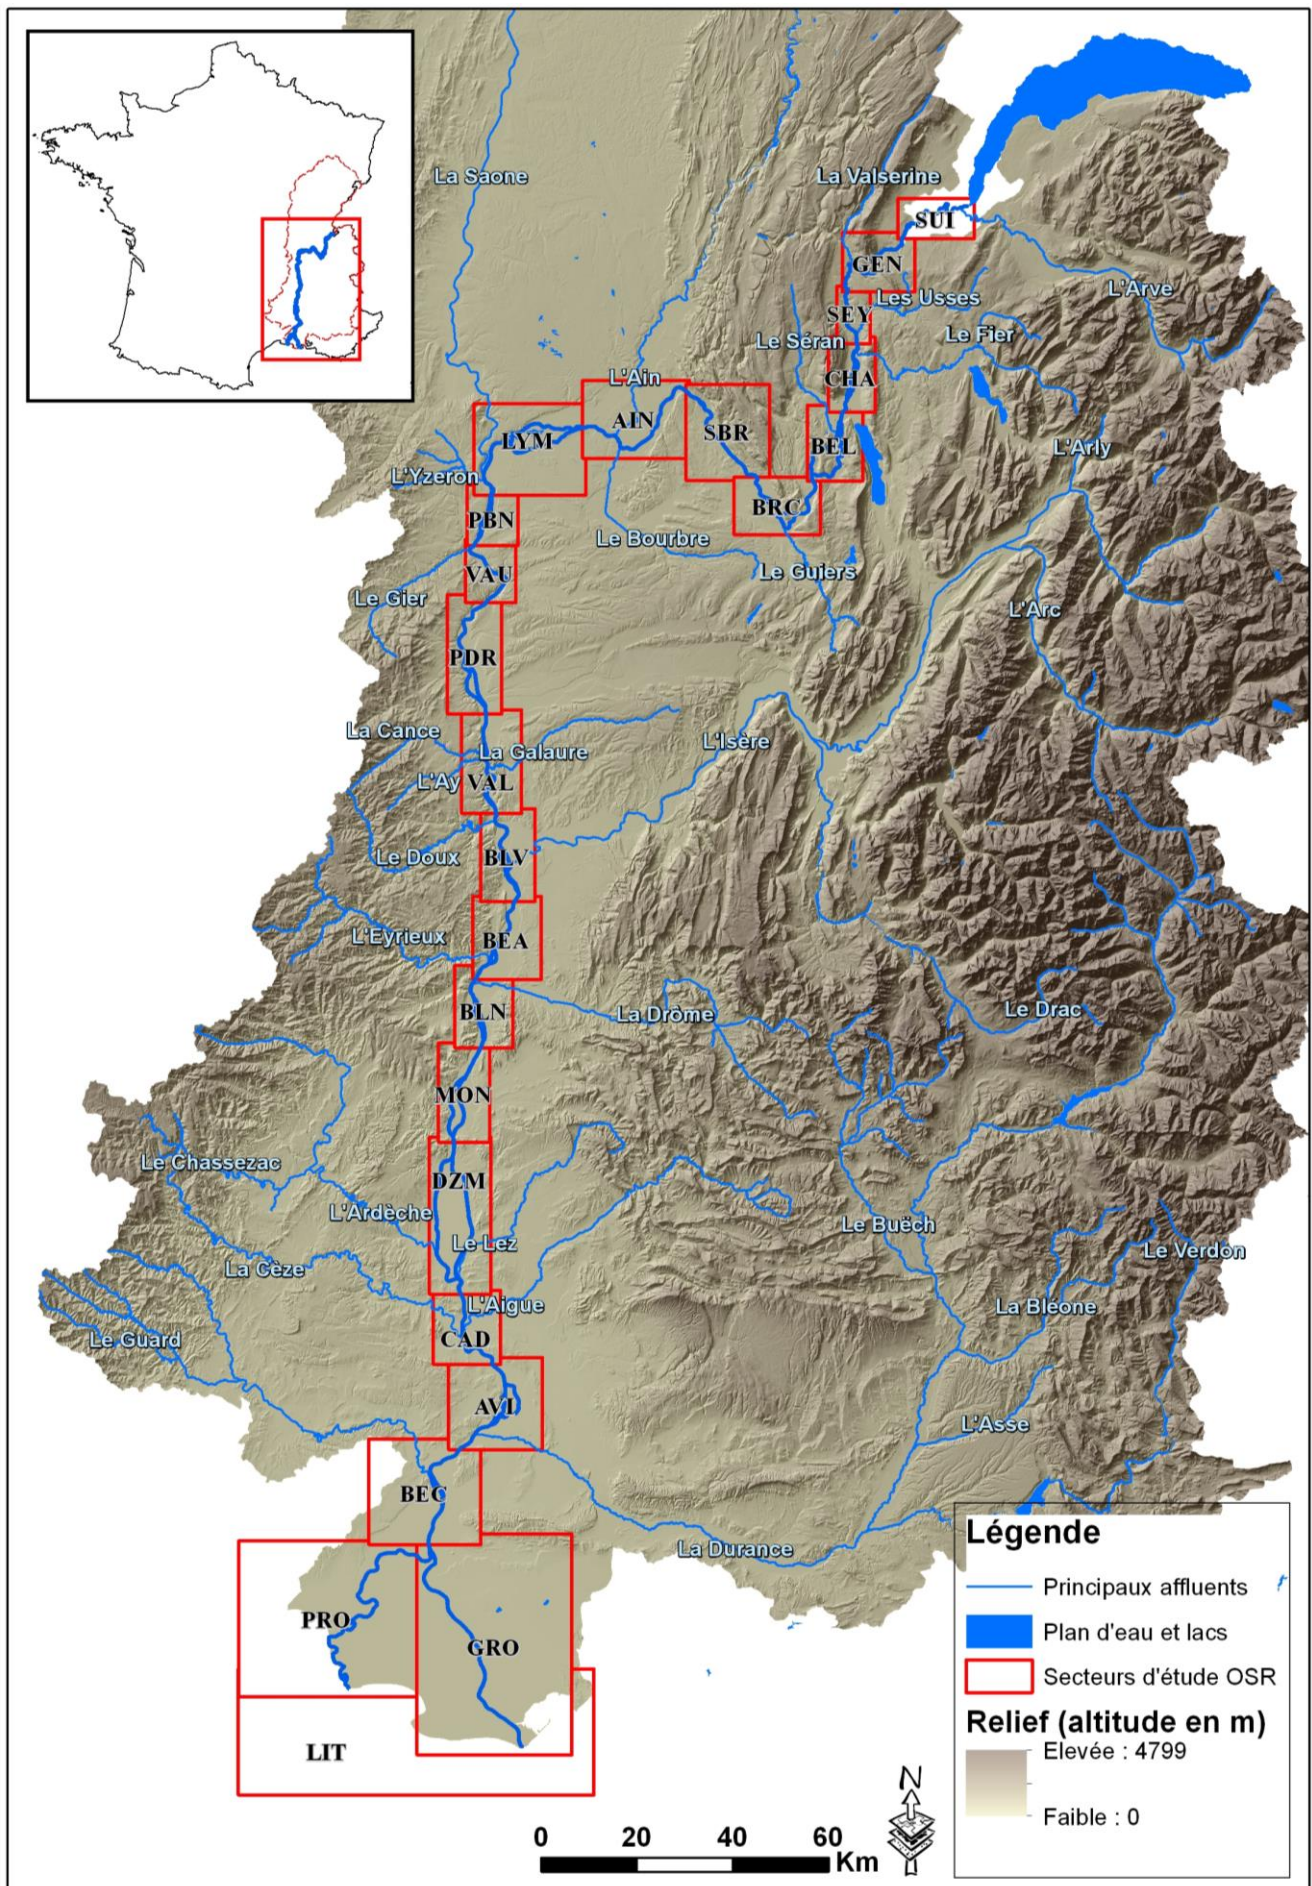 La Saone
La Valserine
SUI
GEN
L'Arve
Les Usses
SEY
Le Séran
Le Fier
L'Ain
CHA
AIN
SBR
LYM
BEL
L'Arly
L'Yzeron
PBN
BRC
Le Bourbre
VAU
Le Guiers
Le Gier
L'Arc
PDR
La Cance
La Galaure
L'Isère
L'Ay
VAL
Le Doux
BLV
L'Eyrieux
BEA
BLN
La Drôme
Le Drac
MON
Le Chassezac
DZM
L'Ardèche
Le Buëch
Le Lez
Le Verdon
La Cèze
L'Aigue
La Bléone
Le Guard
CAD
AVI
L'Asse
BEC
La Durance
PRO
GRO
LIT
Légende
Principaux affluents
Plan d'eau et lacs
Secteurs d'étude OSR
Relief (altitude en m)
Elevée : 4799
Faible : 0
N
0 20 40 60
Km